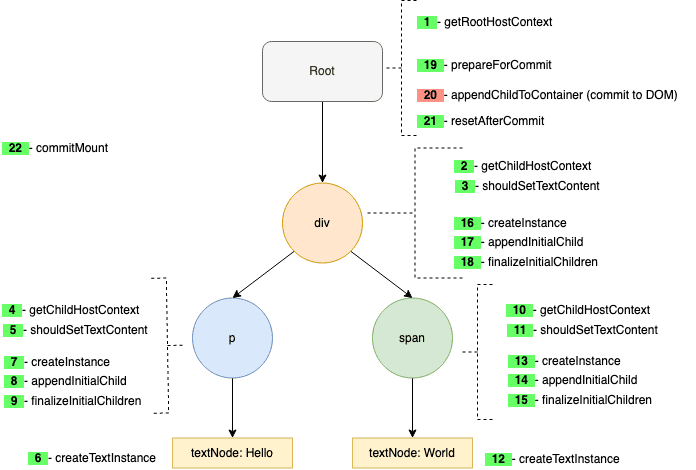 1 - getRootHostContext
Root
19 - prepareForCommit
20 - appendChildToContainer (commit to DOM)
21 - resetAfterCommit
22 - commitMount
2 - getChildHostContext
3 - shouldSetTextContent
div
16 - createInstance
17 - appendInitialChild
18 - finalizeInitialChildren
4 - getChildHostContext
5 - shouldSetTextContent
7 - createInstance
8 - appendInitialChild
9 - finalizeInitialChildren
p
span
10 - getChildHostContext
11 - shouldSetTextContent
13 - createInstance
14 - appendInitialChild
15 - finalizeInitialChildren
6 - createTextInstance
textNode: Hello
textNode: World
12 - createTextInstance